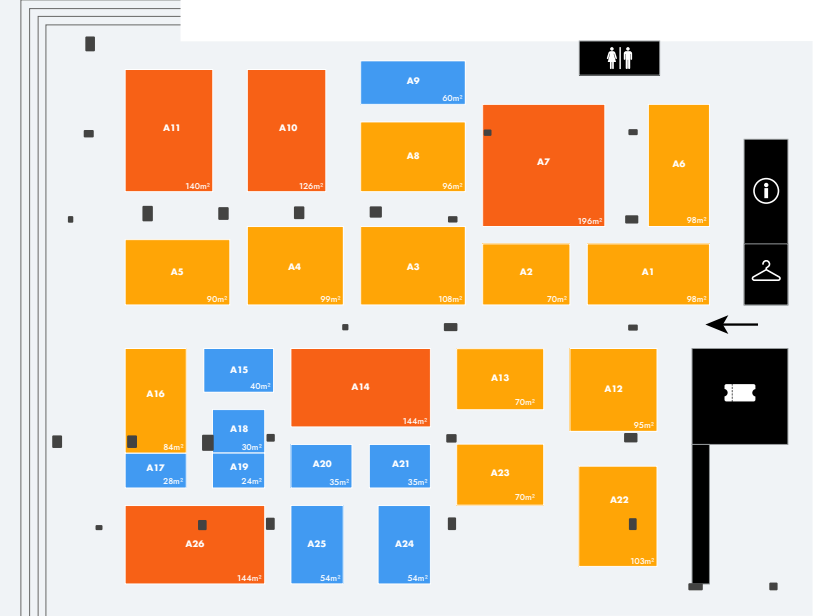 A9
60m²
A11
140m²
A10
126m²
A8
96m²
A7
196m²
A6
98m²
A5
90m²
A4
99m²
A3
108m²
A2
70m²
A1
98m²
A16
84m²
A15
40m²
A14
144m²
A13
70m²
A12
95m²
A18
30m²
A17
28m²
A19
24m²
A20
35m²
A21
35m²
A23
70m²
A22
103m²
A26
144m²
A25
54m²
A24
54m²